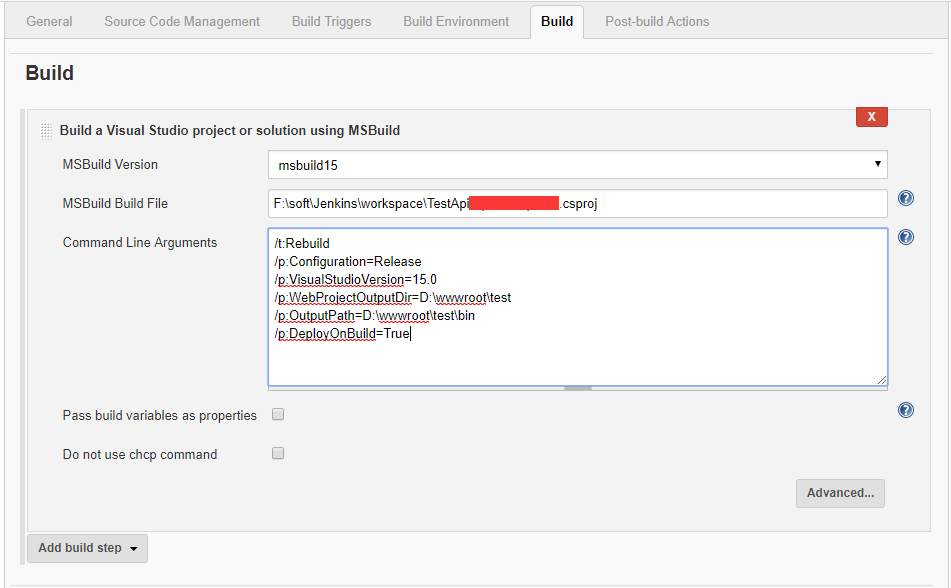 General Source Code Management Build Triggers Build Environment Build Post-build Actions
Build
X
Build a Visual Studio project or solution using MSBuild
MSBuild Version msbuild15
MSBuild Build File F:\soft\Jenkins\workspace\TestApi .csproj
Command Line Arguments /t:Rebuild
/p:Configuration=Release
/p:VisualStudioVersion=15.0
/p:WebProjectOutputDir=D:\wwwroot\test
/p:OutputPath=D:\wwwroot\test\bin
/p:DeployOnBuild=True
Pass build variables as properties
Do not use chcp command
Advanced...
Add build step